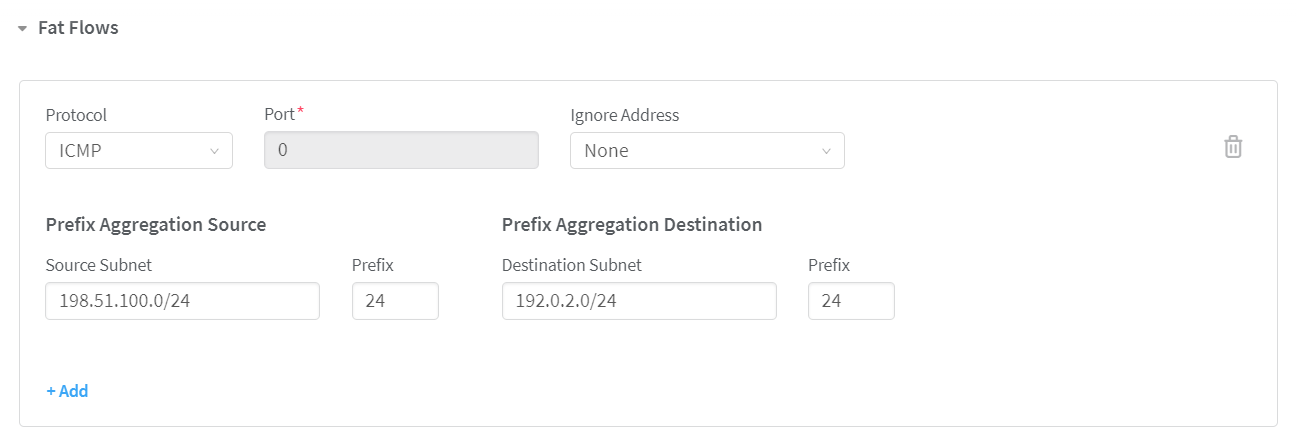 Fat Flows
Protocol Port* Ignore Address
ICMP 0 None
Prefix Aggregation Source Prefix Aggregation Destination
Source Subnet Prefix Destination Subnet Prefix
198.51.100.0/24 24 192.0.2.0/24 24
+ Add